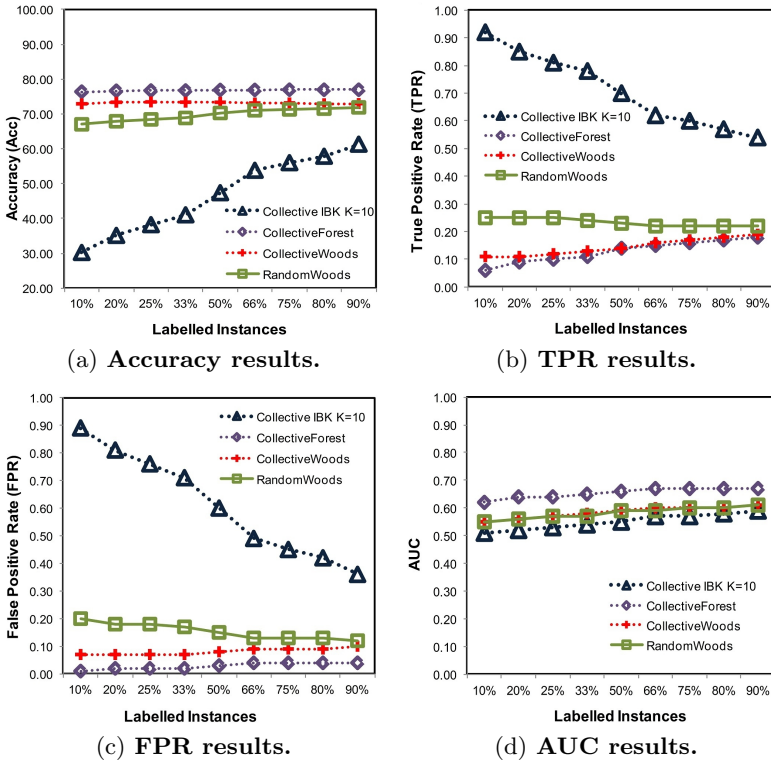 100.00
90.00
80.00
70.00
60.00
50.00
40.00
30.00
20.00
Accuracy (Acc)
Collective IBK K=10
CollectiveForest
CollectiveWoods
RandomWoods
10% 20% 25% 33% 50% 66% 75% 80% 90%
Labelled Instances
(a) Accuracy results.
1.00
0.90
0.80
0.70
0.60
0.50
0.40
0.30
0.20
0.10
0.00
True Positive Rate (TPR)
Collective IBK K=10
CollectiveForest
CollectiveWoods
RandomWoods
10% 20% 25% 33% 50% 66% 75% 80% 90%
Labelled Instances
(b) TPR results.
1.00
0.90
0.80
0.70
0.60
0.50
0.40
0.30
0.20
0.10
0.00
False Positive Rate (FPR)
Collective IBK K=10
CollectiveForest
CollectiveWoods
RandomWoods
10% 20% 25% 33% 50% 66% 75% 80% 90%
Labelled Instances
(c) FPR results.
1.00
0.90
0.80
0.70
0.60
0.50
0.40
0.30
0.20
0.10
0.00
AUC
Collective IBK K=10
CollectiveForest
CollectiveWoods
RandomWoods
10% 20% 25% 33% 50% 66% 75% 80% 90%
Labelled Instances
(d) AUC results.